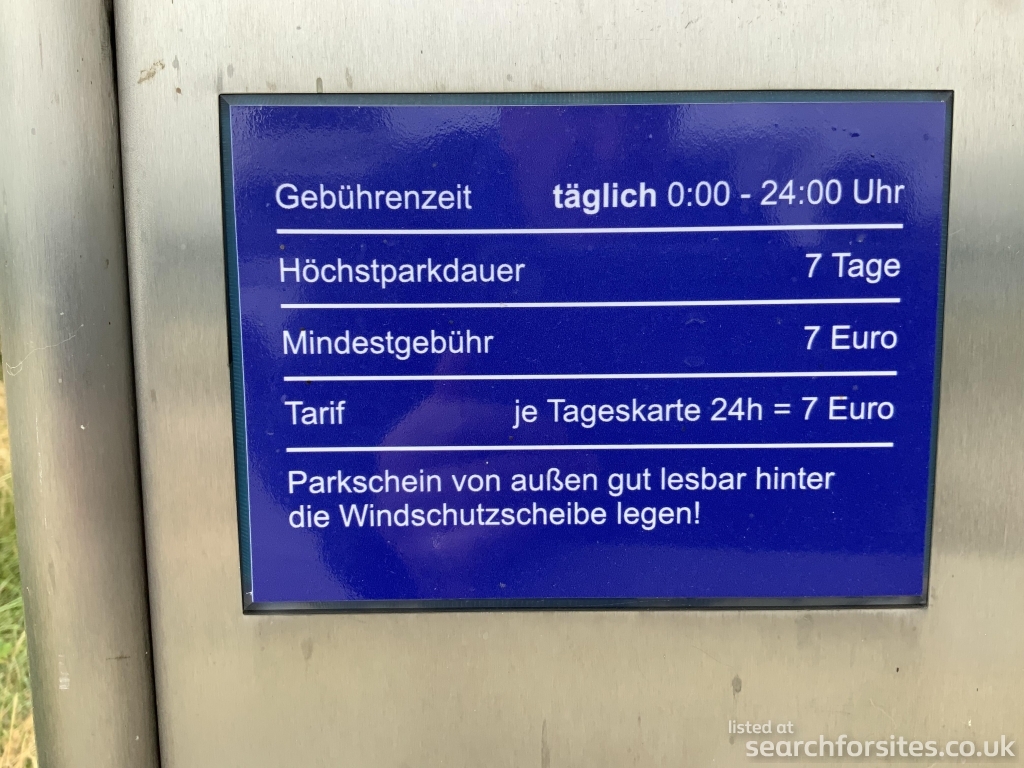 Gebührenzeit täglich 0:00 - 24:00 Uhr
Höchstparkdauer 7 Tage
Mindestgebühr 7 Euro
Tarif je Tageskarte 24h = 7 Euro
Parkschein von außen gut lesbar hinter
die Windschutzscheibe legen!
listed at
searchforsites.co.uk